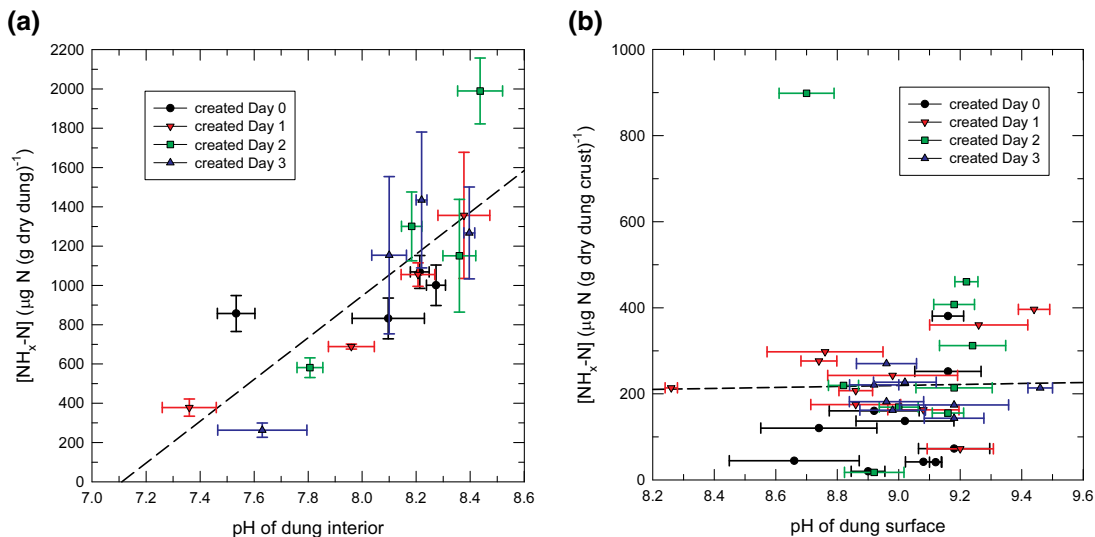 (a)
2200
2000
1800
1600
1400
1200
1000
800
600
400
200
0
[NHx-N] (μg N (g dry dung)-1)
created Day 0
created Day 1
created Day 2
created Day 3
7.0 7.2 7.4 7.6 7.8 8.0 8.2 8.4 8.6
pH of dung interior
(b)
1000
800
600
400
200
0
[NHx-N] (μg N (g dry dung crust)-1)
created Day 0
created Day 1
created Day 2
created Day 3
8.2 8.4 8.6 8.8 9.0 9.2 9.4 9.6
pH of dung surface